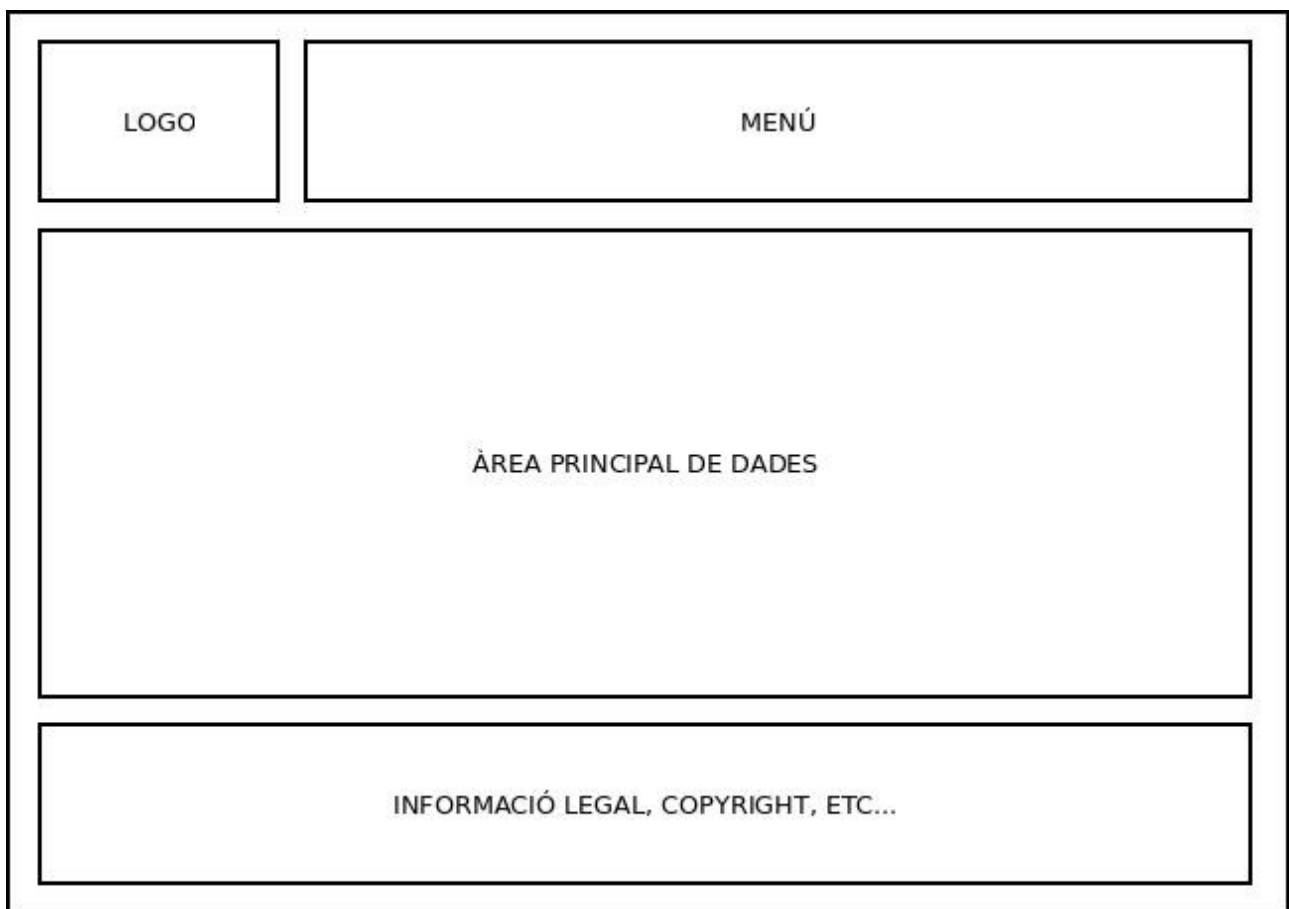 LOGO
MENÚ
ÀREA PRINCIPAL DE DADES
INFORMACIÓ LEGAL, COPYRIGHT, ETC...